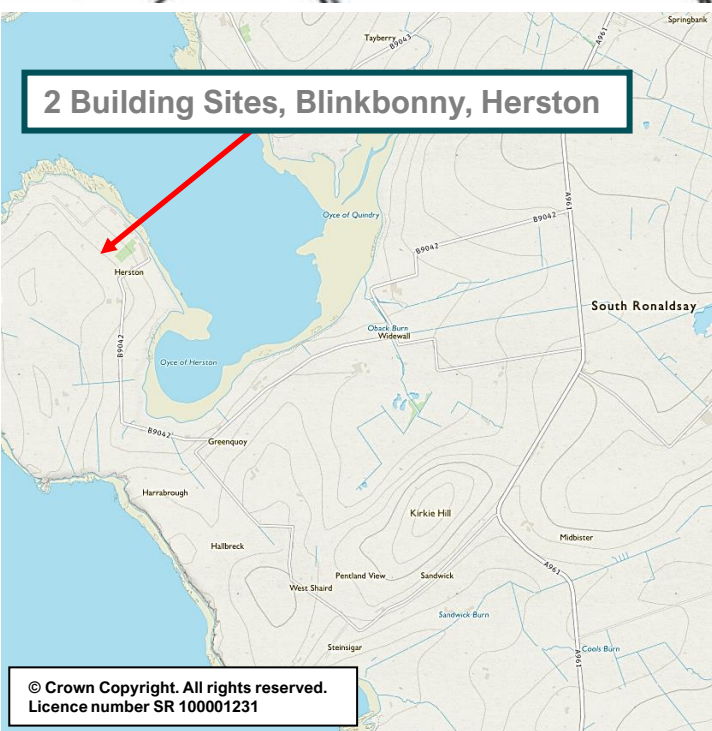 Springbank
Tayberry
B9043
A961
2 Building Sites, Blinkbonny, Herston
A961
Oyce of Quindry
B9042
B9042
Herston
South Ronaldsay
Oback Burn
Widewall
B9042
Oyce of Herston
B9042
Greenquoy
Harrabrough
Kirkie Hill
Hallbreck
Midbister
A961
Pentland View
Sandwick
West Shaird
Sandwick Burn
Steinsigar
Cools Burn
A961
© Crown Copyright. All rights reserved.
Licence number SR 100001231